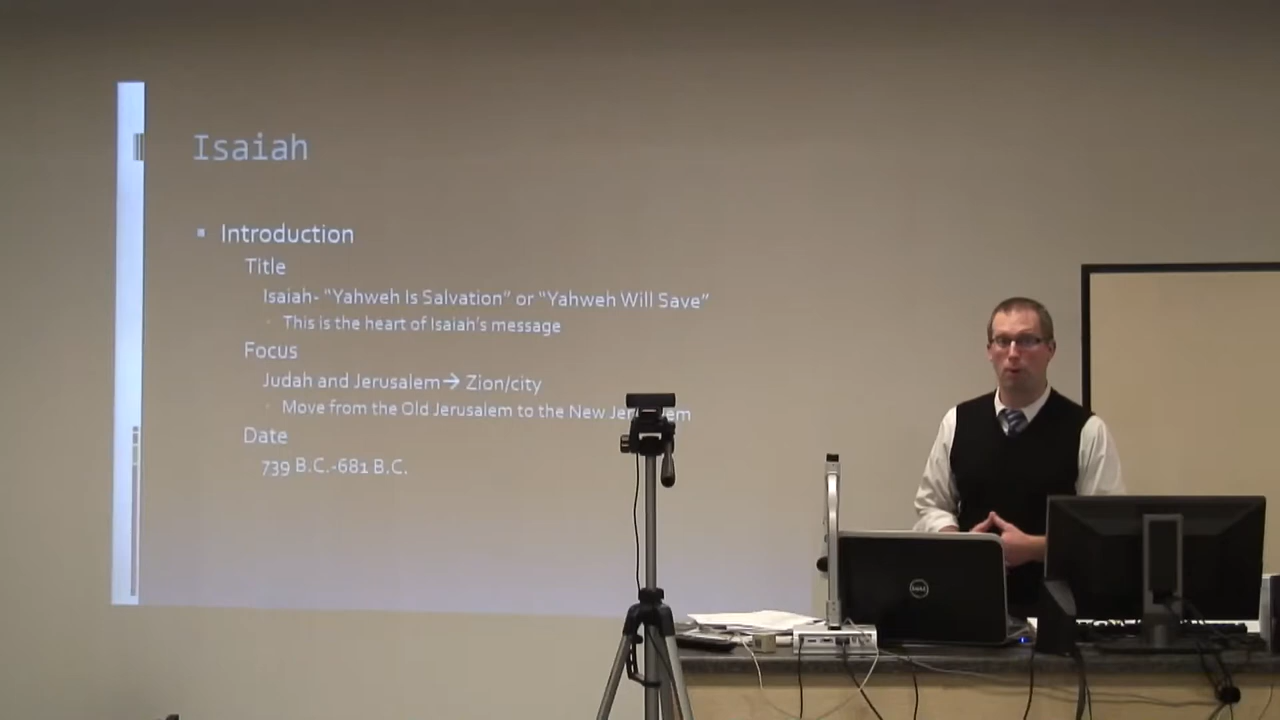 Isaiah
Introduction
Title
Isaiah- “Yahweh Is Salvation” or “Yahweh Will Save”
This is the heart of Isaiah’s message
Focus
Judah and Jerusalem→ Zion/city
Move from the Old Jerusalem to the New
Date
739 B.C.-681 B.C.
DELL